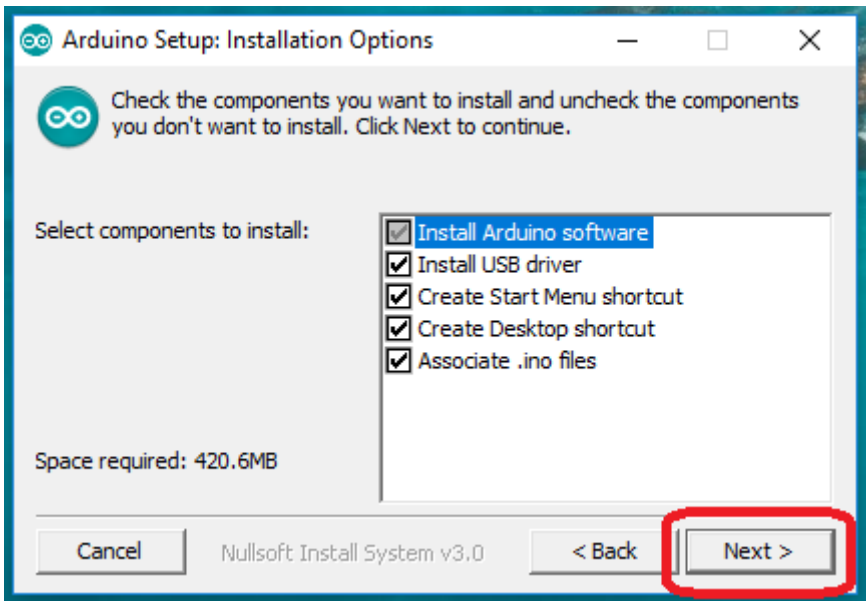 Arduino Setup: Installation Options
Check the components you want to install and uncheck the components
you don't want to install. Click Next to continue.
Select components to install:
Install Arduino software
Install USB driver
Create Start Menu shortcut
Create Desktop shortcut
Associate .ino files
Space required: 420.6MB
Cancel
Nullsoft Install System v3.0
< Back
Next >